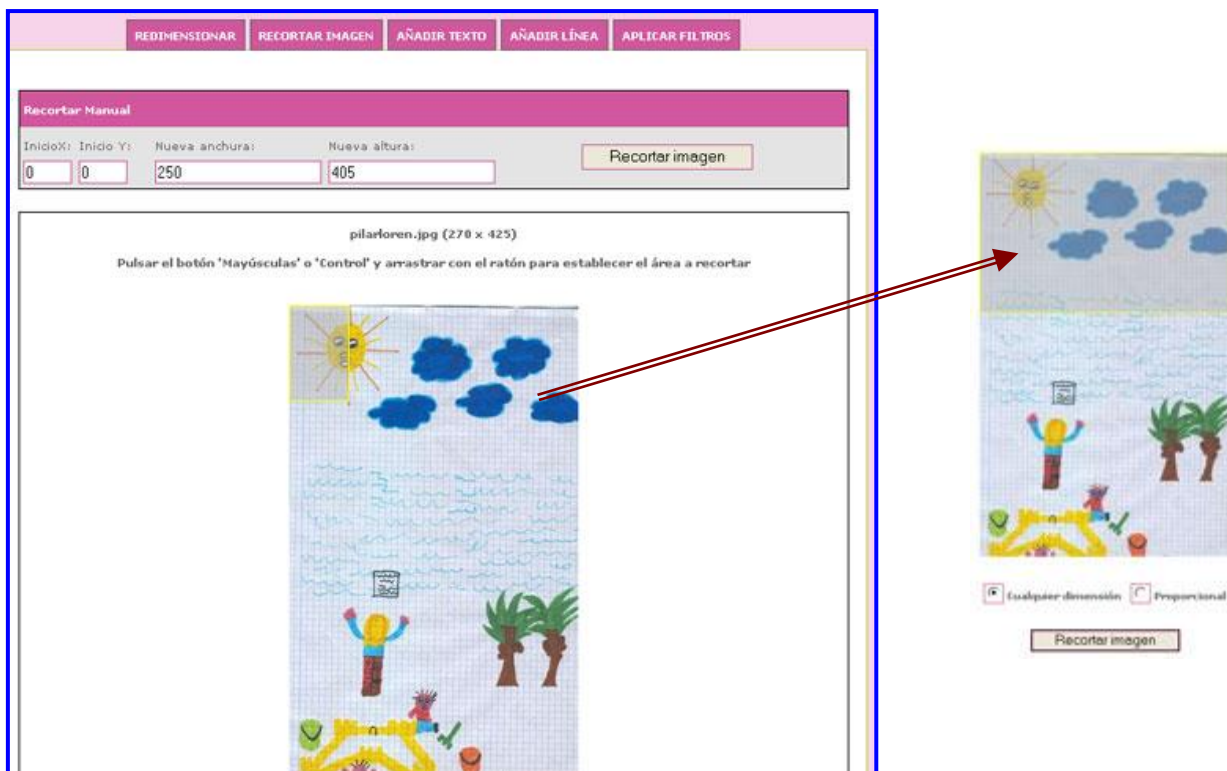 REDIMENSIONAR RECORTAR IMAGEN AÑADIR TEXTO AÑADIR LÍNEA APLICAR FILTROS
Recortar Manual
InicioX: Inicio Y: Nueva anchura: Nueva altura:
0 0 250 405 Recortar imagen
pilarloren.jpg (270 x 425)
Pulsar el botón 'Mayúsculas' o 'Control' y arrastrar con el ratón para establecer el área a recortar
Cualquier dimensión Proporcional
Recortar imagen